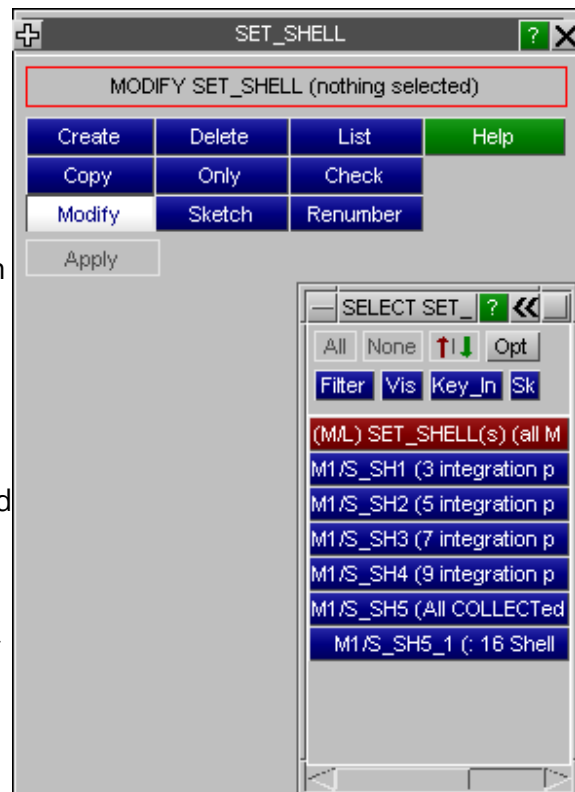 SET_SHELL ?
MODIFY SET_SHELL (nothing selected)
Create Delete List Help
Copy Only Check
Modify Sketch Renumber
Apply
SELECT SET_ ?
All None Opt
Filter Vis Key_In Sk
(M/L) SET_SHELL(s) (all M
M1/S_SH1 (3 integration p
M1/S_SH2 (5 integration p
M1/S_SH3 (7 integration p
M1/S_SH4 (9 integration p
M1/S_SH5 (All COLLECTed
M1/S_SH5_1 (: 16 Shell